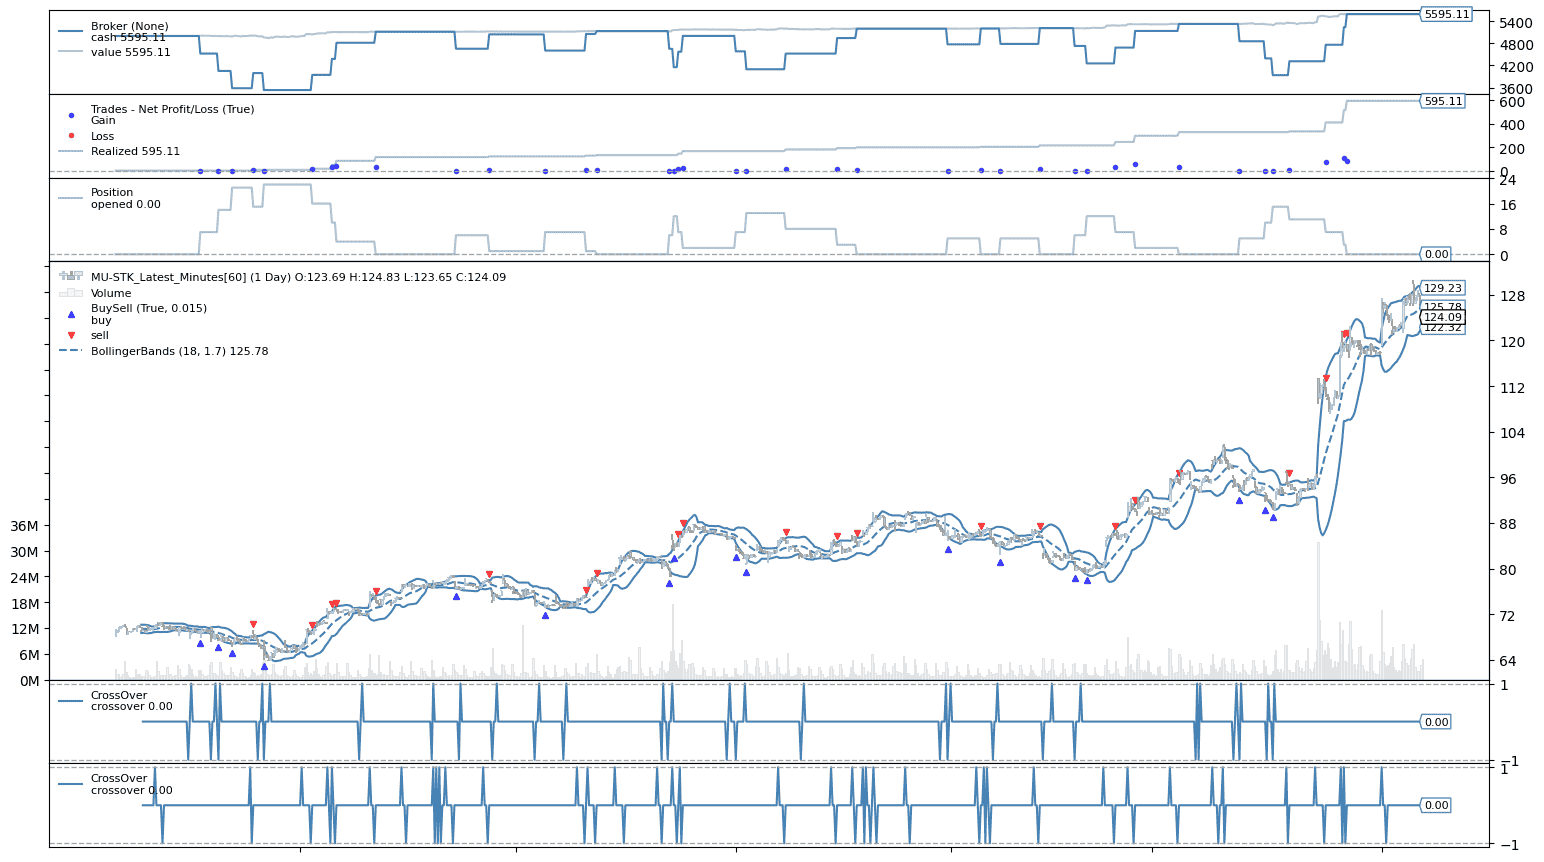 Broker (None)
cash 5595.11
value 5595.11
5595.11
5400
4800
4200
3600
Trades - Net Profit/Loss (True)
Gain
Loss
Realized 595.11
595.11
600
400
200
0
Position
opened 0.00
24
16
8
0
0.00
MU-STK_Latest_Minutes[60] (1 Day) O:123.69 H:124.83 L:123.65 C:124.09
Volume
BuySell (True, 0.015)
buy
sell
BollingerBands (18, 1.7) 125.78
129.23
125.78
124.09
122.32
128
120
112
104
96
88
80
72
64
36M
30M
24M
18M
12M
6M
0M
CrossOver
crossover 0.00
1
0.00
−1
CrossOver
crossover 0.00
1
0.00
−1